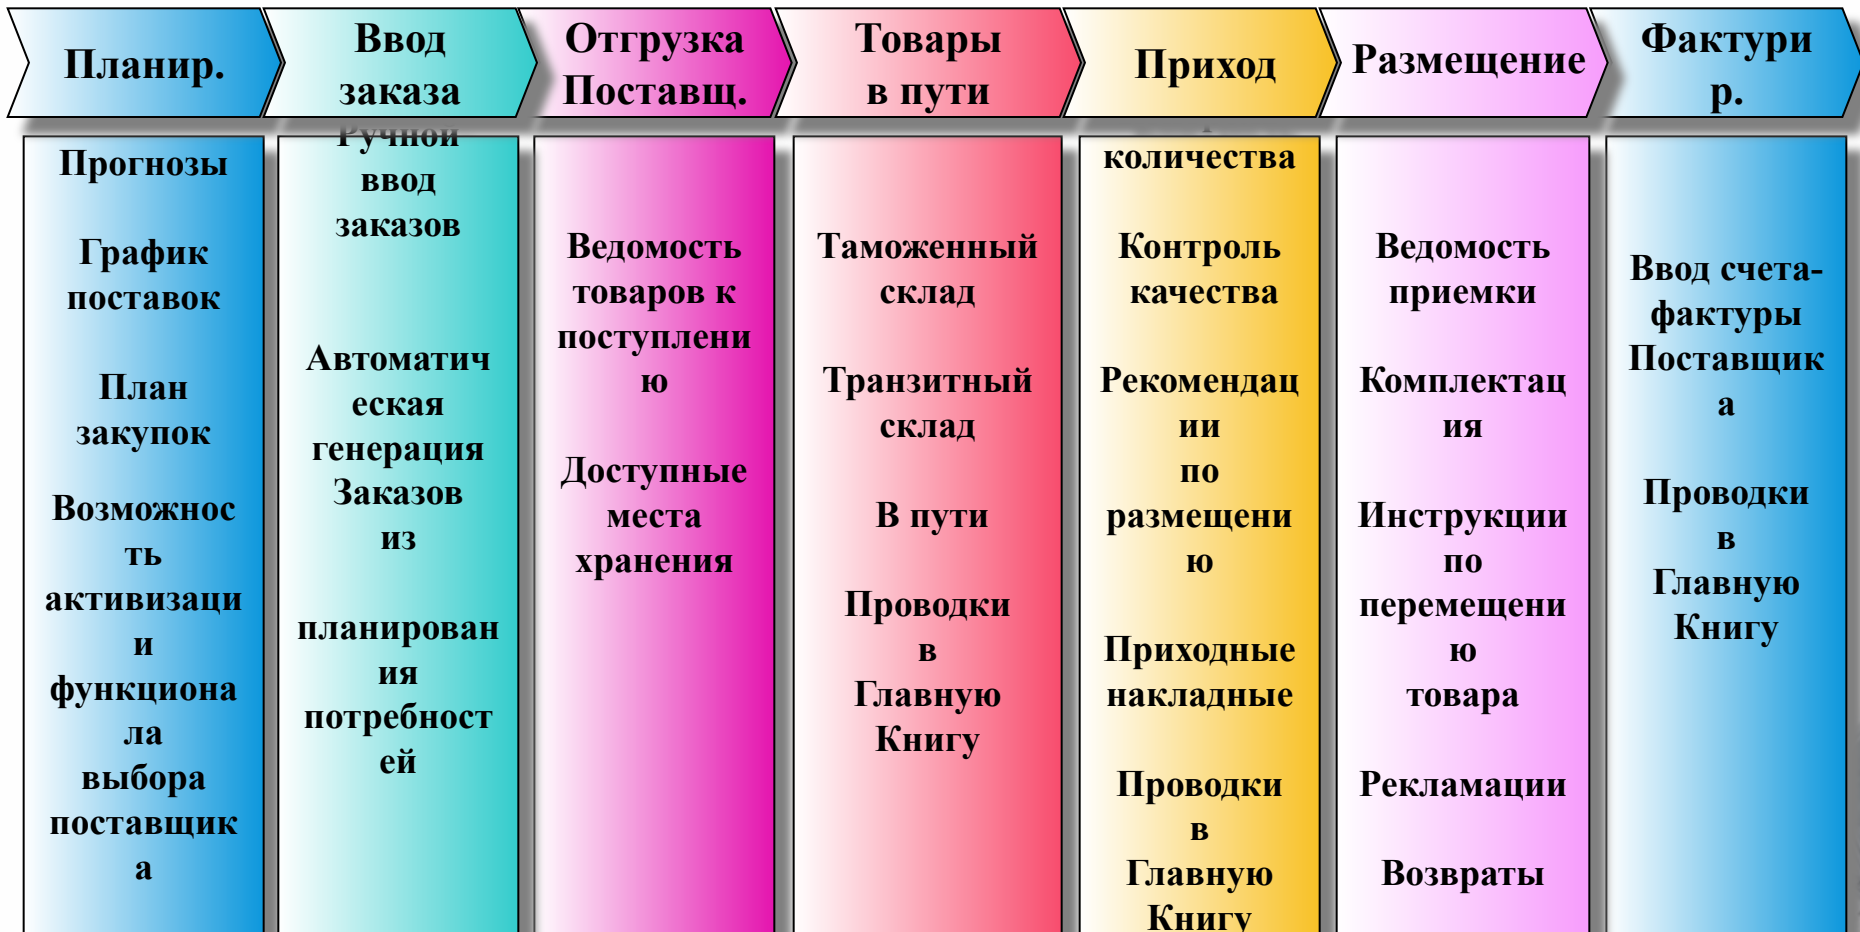 Планир.
Ввод
заказа
Отгрузка
Поставщ.
Товары
в пути
Приход
Размещение
Фактури
р.
Прогнозы
График
поставок
План
закупок
Возможнос
ть
активизаци
и
функциона
ла
выбора
поставщик
а
Ручной
ввод
заказов
Автоматич
еская
генерация
Заказов
из
планирован
ия
потребност
ей
Ведомость
товаров к
поступлени
ю
Доступные
места
хранения
Таможенный
склад
Транзитный
склад
В пути
Проводки
в
Главную
Книгу
количества
Контроль
качества
Рекомендац
ии
по
размещени
ю
Приходные
накладные
Проводки
в
Главную
Книгу
Ведомость
приемки
Комплектац
ия
Инструкции
по
перемещени
ю
товара
Рекламации
Возвраты
Ввод счета-
фактуры
Поставщик
а
Проводки
в
Главную
Книгу